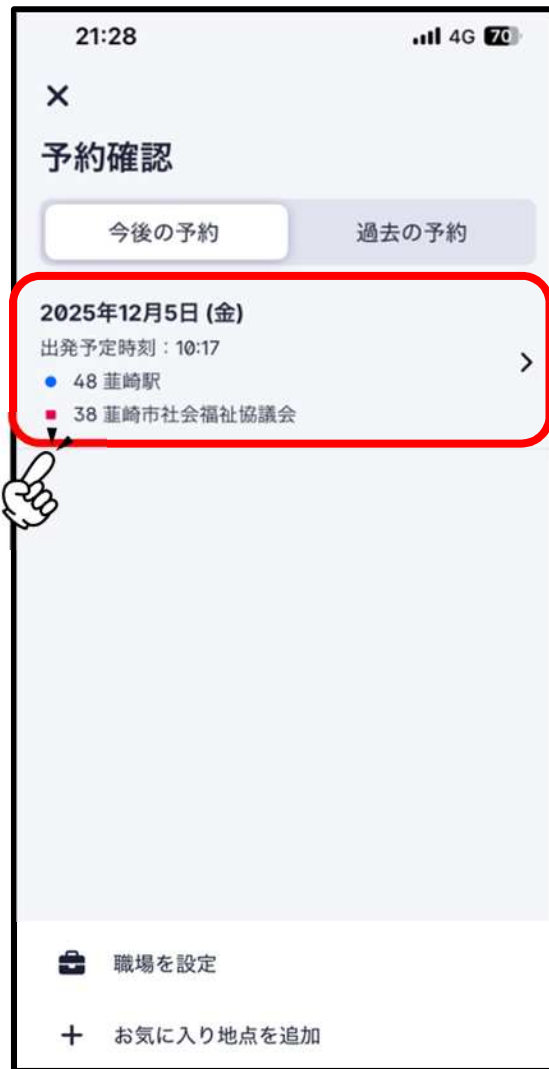 21:28 4G 70
×
予約確認
今後の予約 過去の予約
2025年12月5日 (金)
出発予定時刻：10:17
48 韮崎駅
38 韮崎市社会福祉協議会
職場を設定
+ お気に入り地点を追加